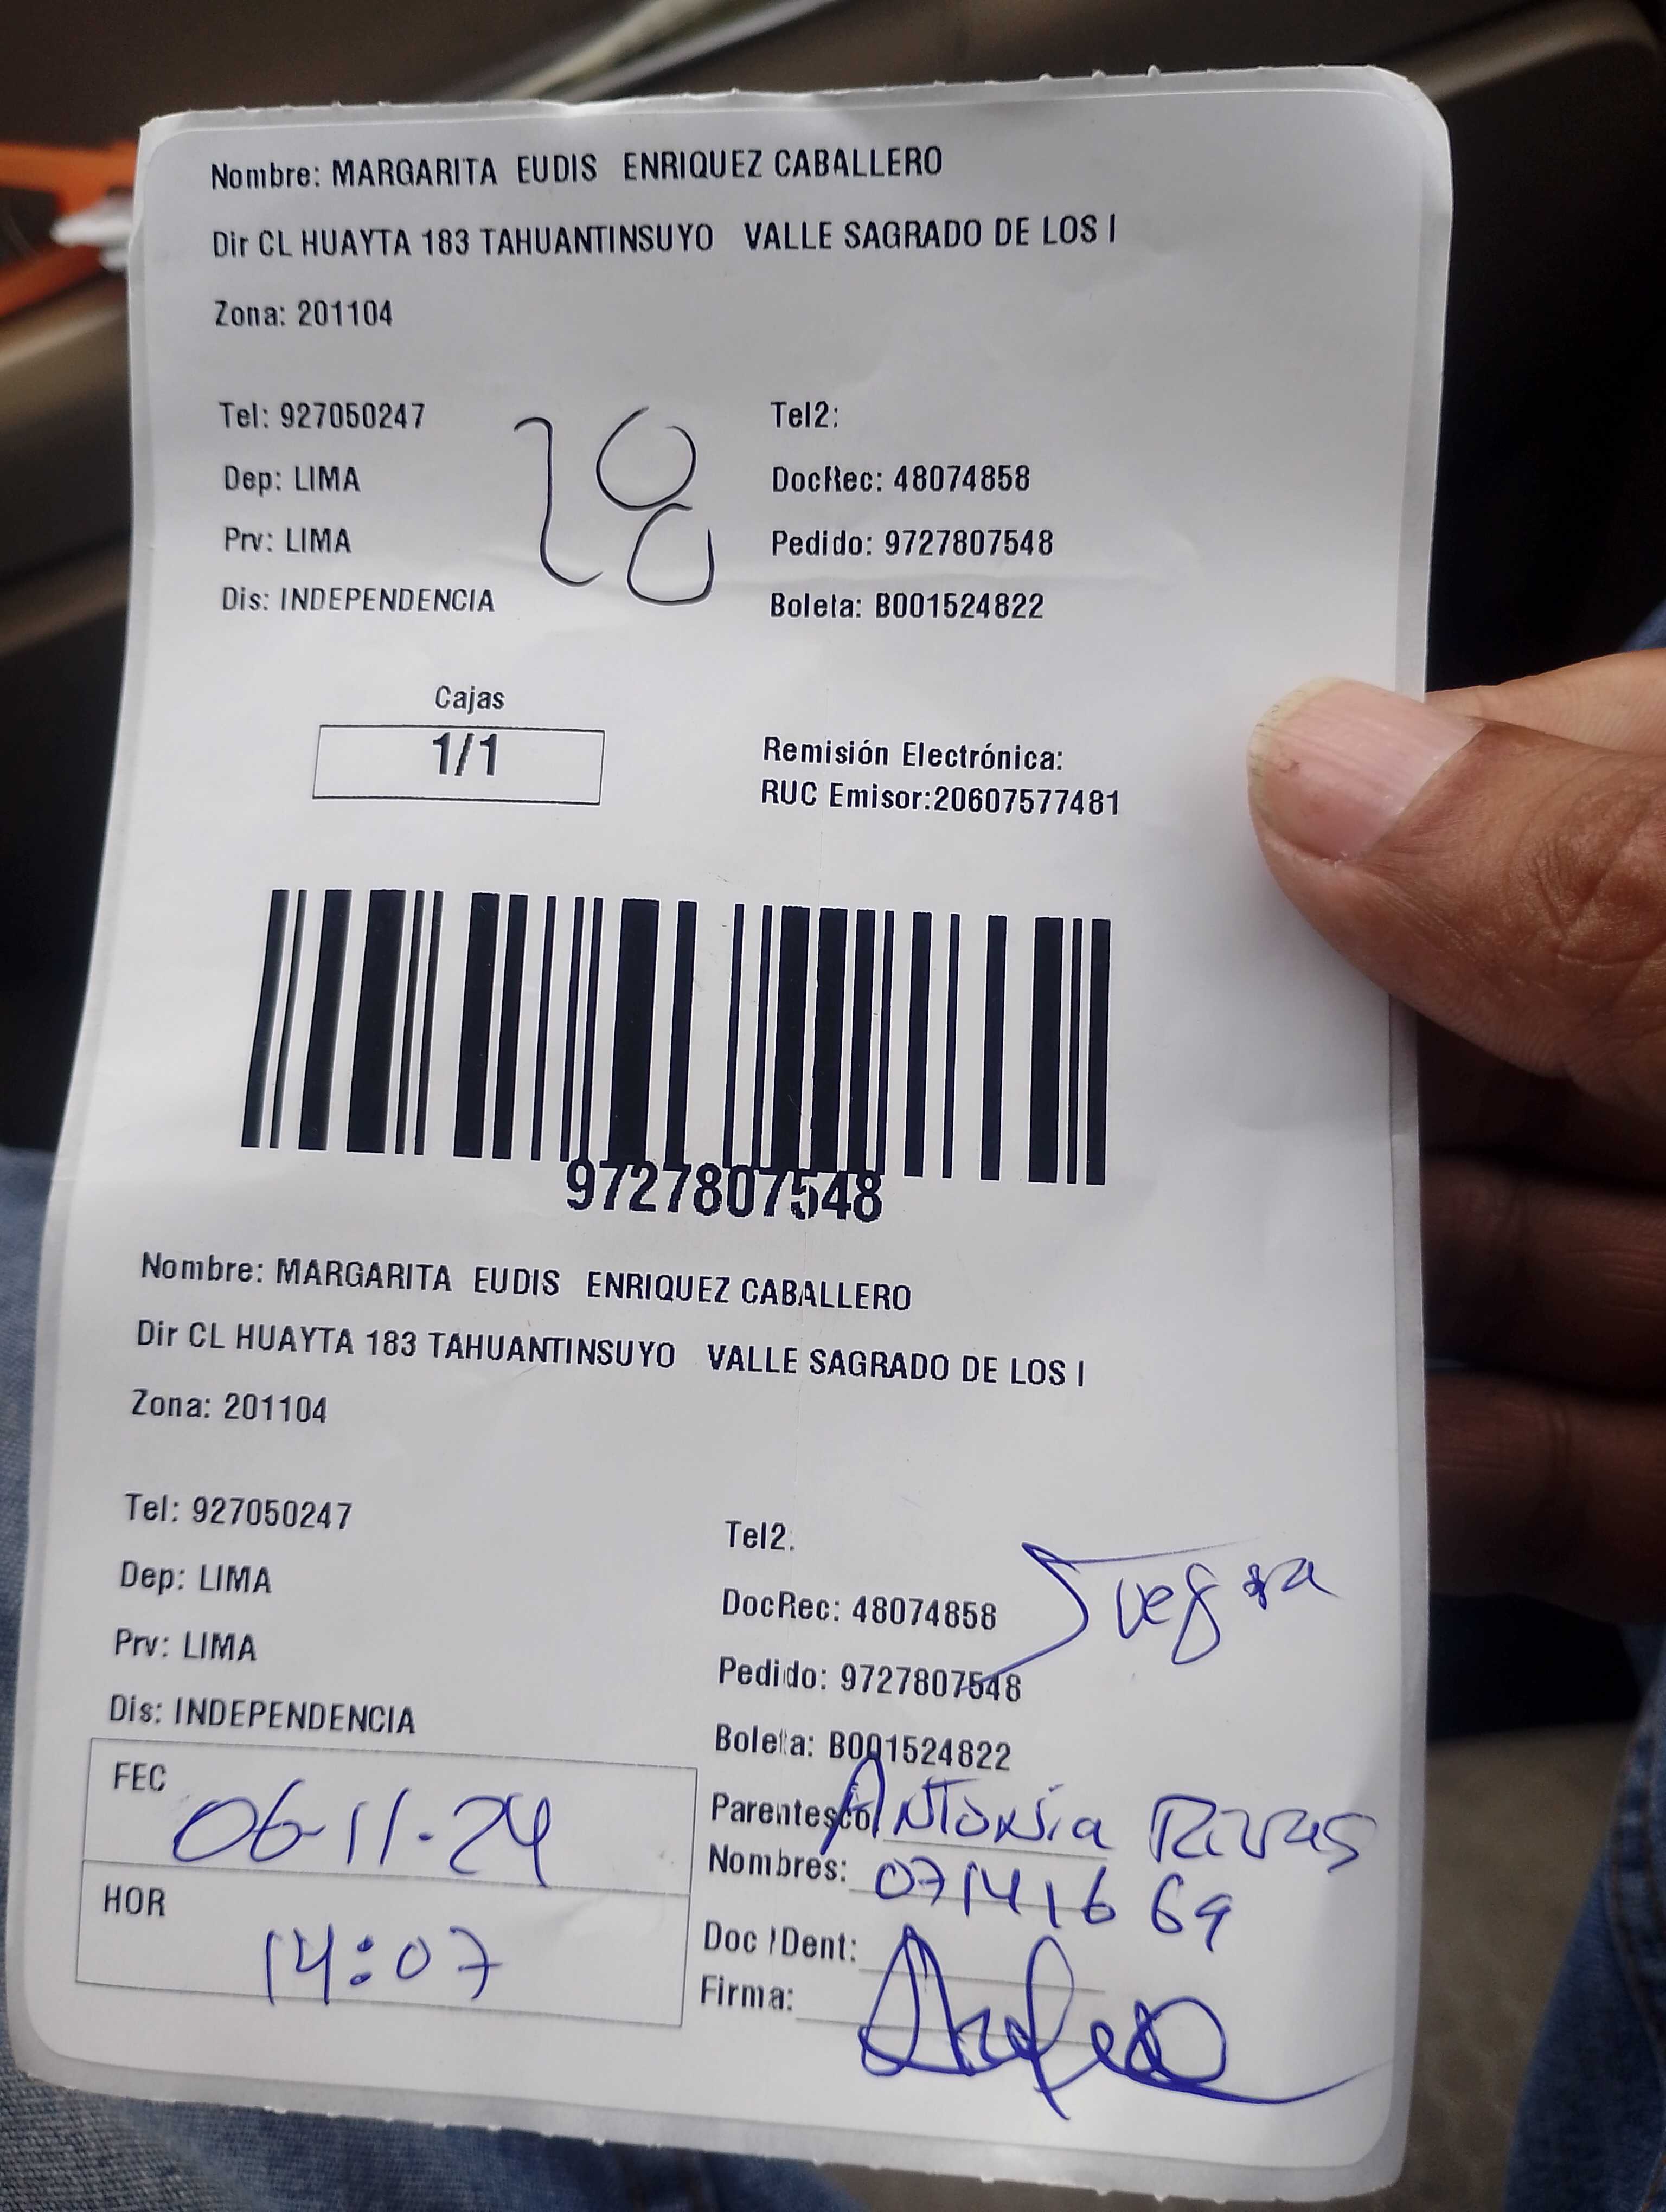 Nombre: MARGARITA EUDIS ENRIQUEZ CABALLERO
Dir CL HUAYTA 183 TAHUANTINSUYO VALLE SAGRADO DE LOS I
Zona: 201104
Tel: 927050247 Tel2:
Dep: LIMA DocRec: 48074858
Prv: LIMA Pedido: 9727807548
Dis: INDEPENDENCIA Boleta: B001524822
28
Cajas
1/1
Remisión Electrónica:
RUC Emisor:20607577481
9727807548
Nombre: MARGARITA EUDIS ENRIQUEZ CABALLERO
Dir CL HUAYTA 183 TAHUANTINSUYO VALLE SAGRADO DE LOS I
Zona: 201104
Tel: 927050247 Tel2:
Dep: LIMA DocRec: 48074858 Suegra
Prv: LIMA Pedido: 9727807548
Dis: INDEPENDENCIA Boleta: B001524822
FEC 06-11-24
HOR 14:07
Parentesco Antonia Rivas
Nombres: 07141669
Doc IDent:
Firma: